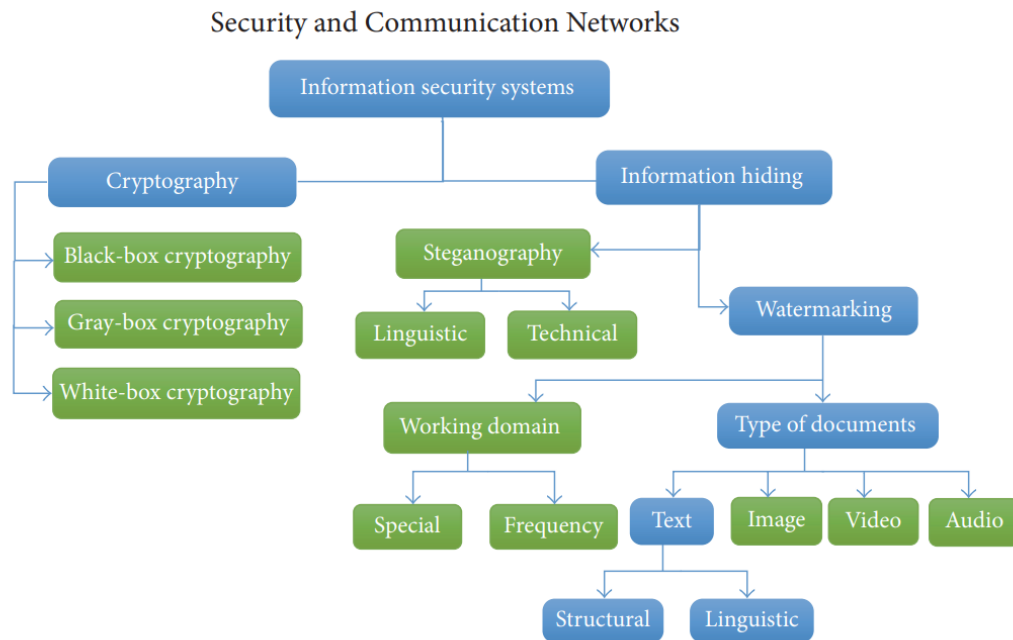 Security and Communication Networks
Information security systems
Cryptography
Information hiding
Black-box cryptography
Steganography
Gray-box cryptography
Linguistic
Technical
Watermarking
White-box cryptography
Working domain
Type of documents
Special
Frequency
Text
Image
Video
Audio
Structural
Linguistic